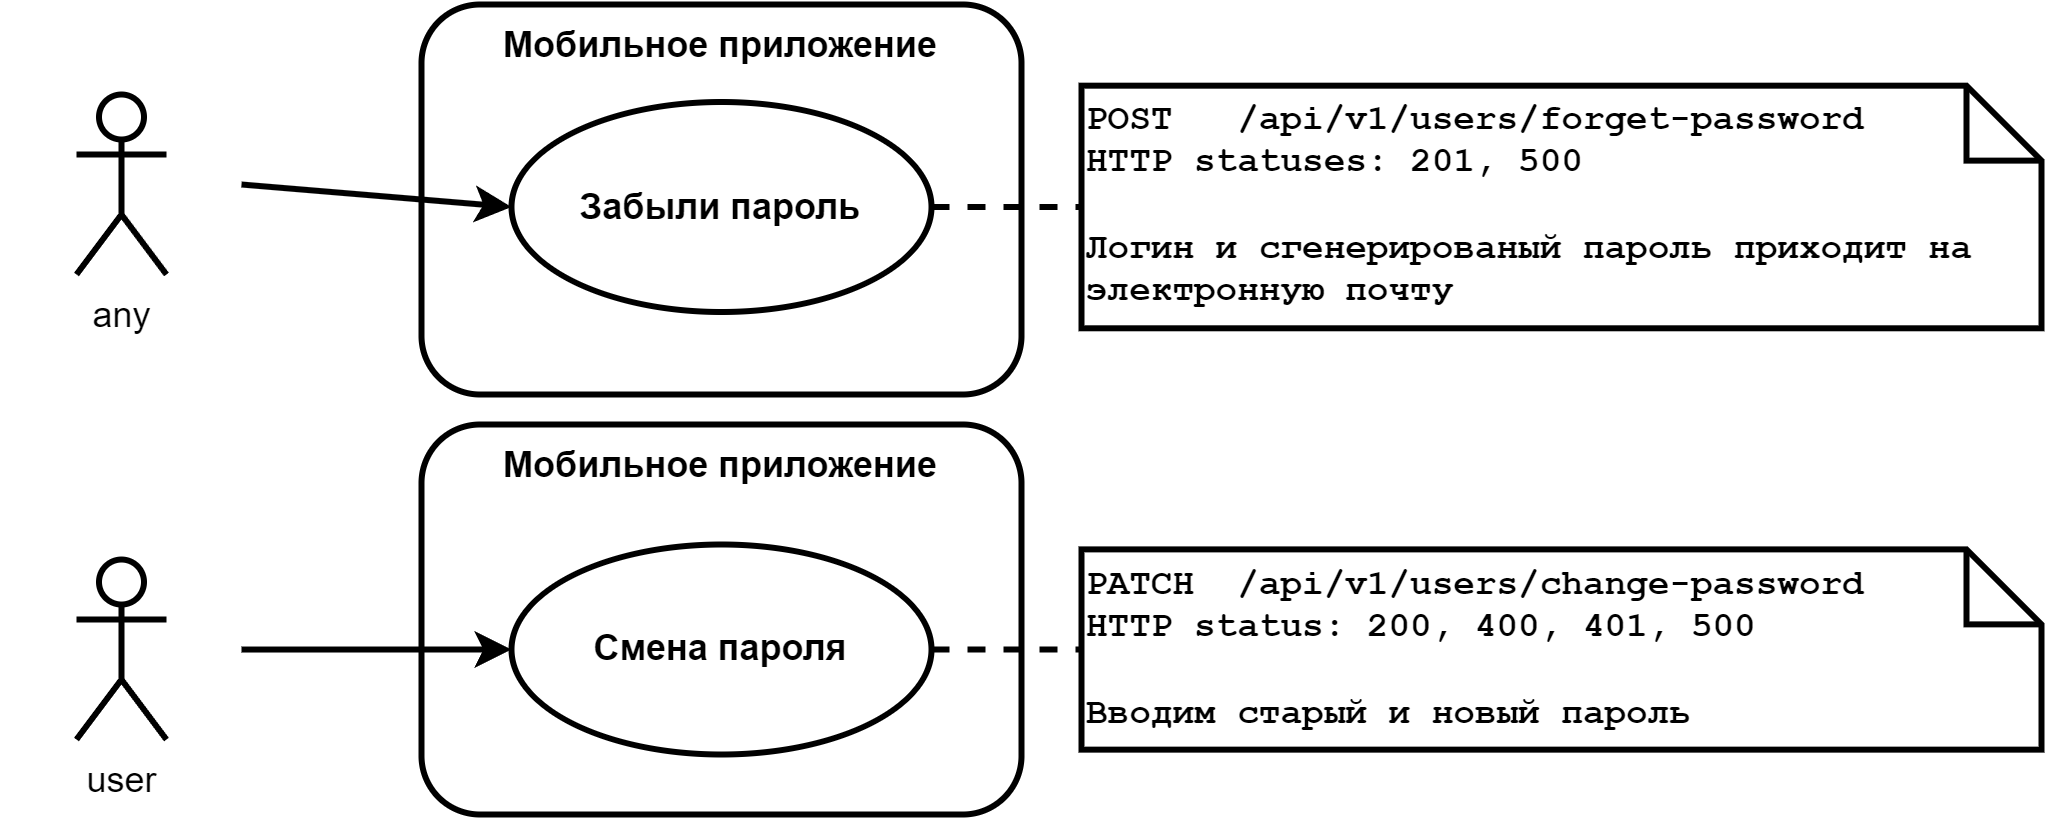 Мобильное приложение
any
Забыли пароль
POST   /api/v1/users/forget-password
HTTP statuses: 201, 500
Логин и сгенерированый пароль приходит на
электронную почту
Мобильное приложение
user
Смена пароля
PATCH  /api/v1/users/change-password
HTTP status: 200, 400, 401, 500
Вводим старый и новый пароль